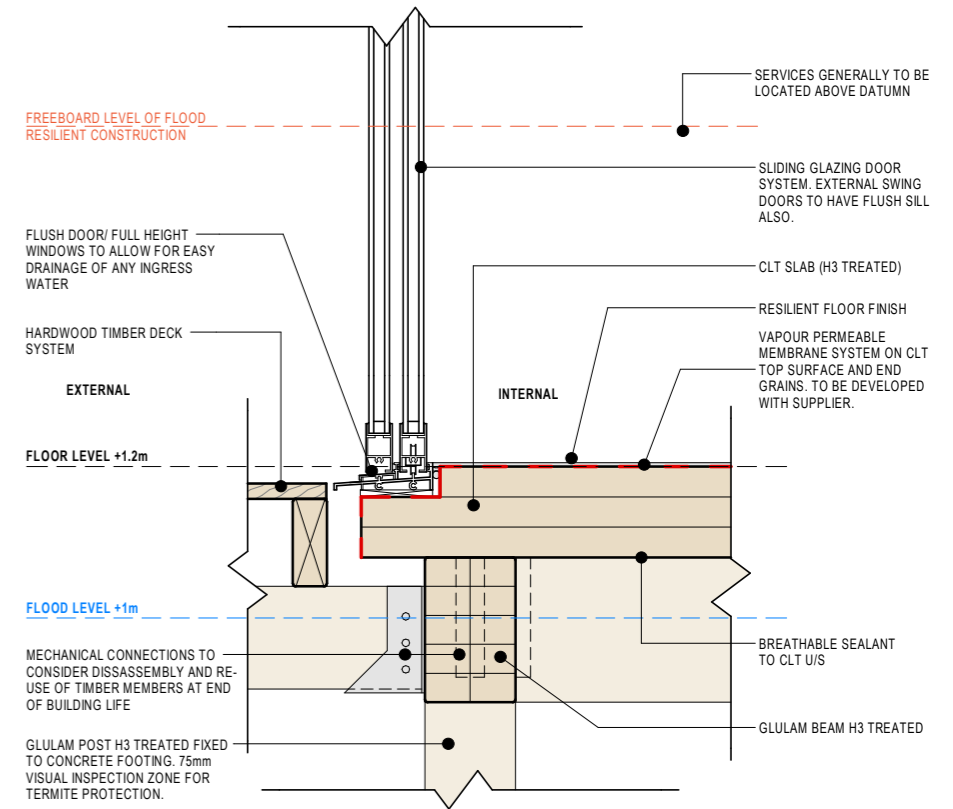 SERVICES GENERALLY TO BE
LOCATED ABOVE DATUMN
FREEBOARD LEVEL OF FLOOD
RESILIENT CONSTRUCTION
SLIDING GLAZING DOOR
SYSTEM. EXTERNAL SWING
DOORS TO HAVE FLUSH SILL
ALSO.
FLUSH DOOR/ FULL HEIGHT
WINDOWS TO ALLOW FOR EASY
DRAINAGE OF ANY INGRESS
WATER
CLT SLAB (H3 TREATED)
RESILIENT FLOOR FINISH
HARDWOOD TIMBER DECK
SYSTEM
VAPOUR PERMEABLE
MEMBRANE SYSTEM ON CLT
TOP SURFACE AND END
GRAINS. TO BE DEVELOPED
WITH SUPPLIER.
EXTERNAL
INTERNAL
FLOOR LEVEL +1.2m
FLOOD LEVEL +1m
BREATHABLE SEALANT
TO CLT U/S
MECHANICAL CONNECTIONS TO
CONSIDER DISSASSEMBLY AND RE-
USE OF TIMBER MEMBERS AT END
OF BUILDING LIFE
GLULAM BEAM H3 TREATED
GLULAM POST H3 TREATED FIXED
TO CONCRETE FOOTING. 75mm
VISUAL INSPECTION ZONE FOR
TERMITE PROTECTION.